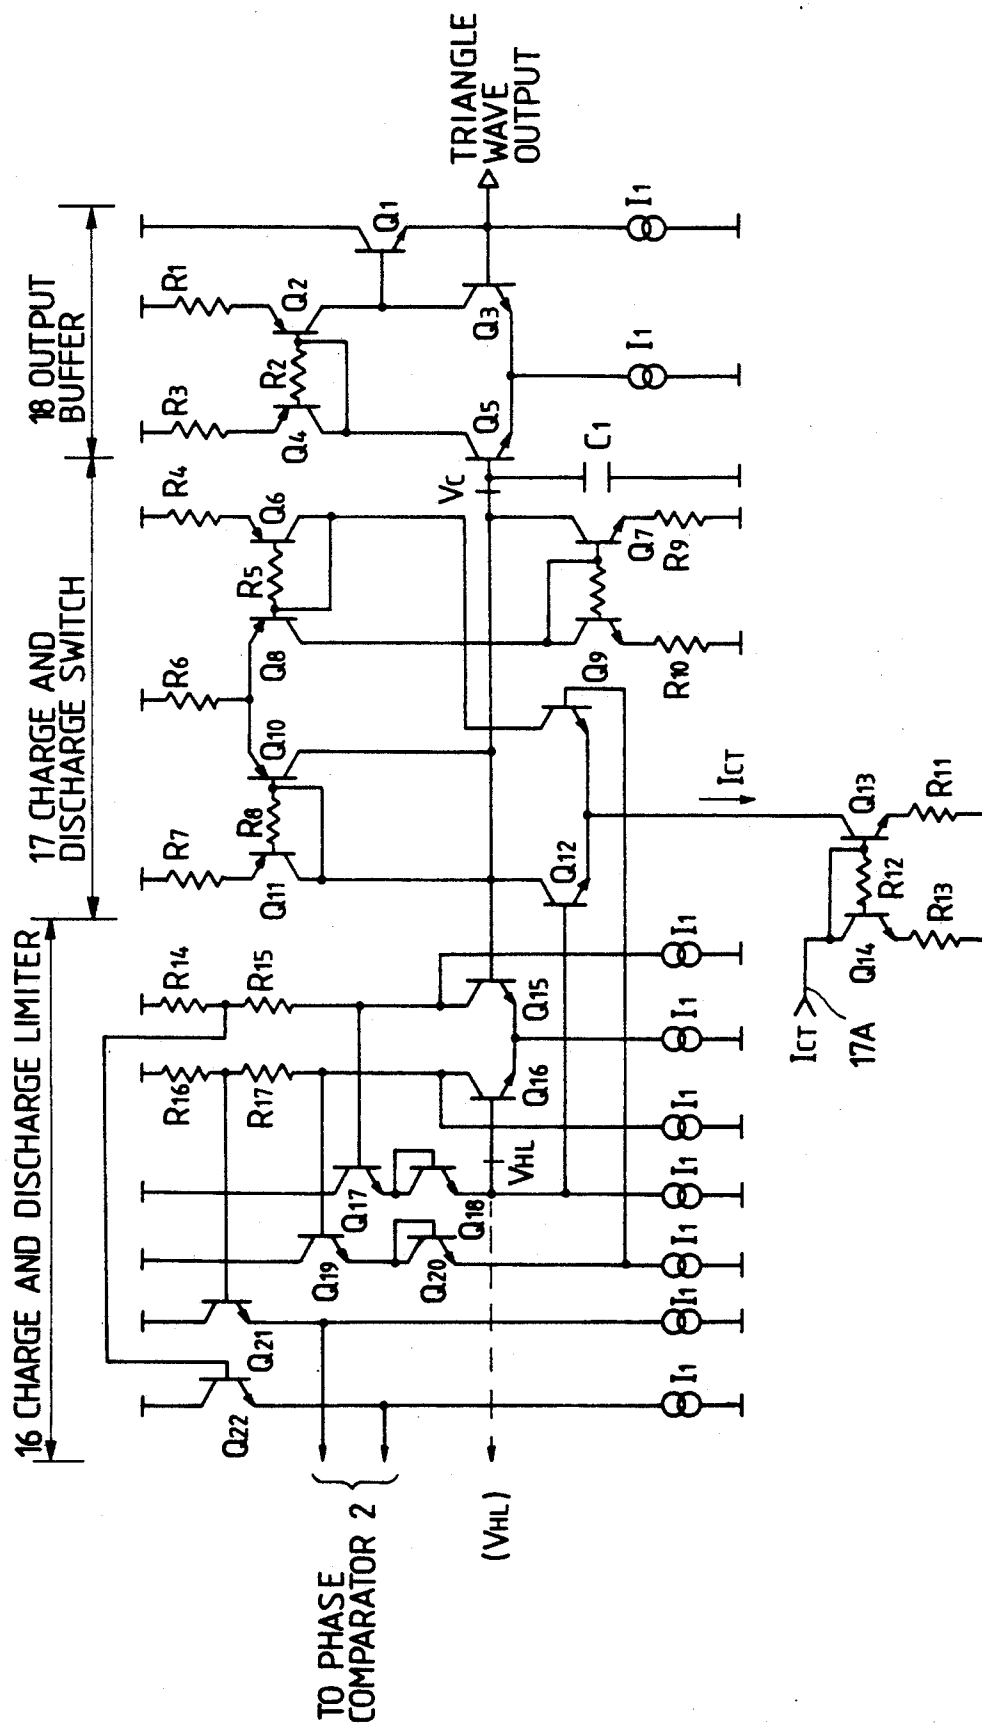 16 CHARGE AND DISCHARGE LIMITER
17 CHARGE AND
DISCHARGE SWITCH
18 OUTPUT
BUFFER
R16
R14
R7
R6
R4
R3
R1
R17
R15
R8
R5
R2
Q22
Q21
Q19
Q17
Q11
Q10
Q8
Q6
Q4
Q2
Q1
Q20
Q18
TO PHASE
COMPARATOR 2
(VHL)
VHL
Q16
Q15
Q12
VC
Q5
Q3
TRIANGLE
WAVE
OUTPUT
Q9
Q7
C1
R10
R9
I1
I1
I1
I1
I1
I1
I1
I1
I1
ICT
ICT
17A
Q14
R12
Q13
R13
R11